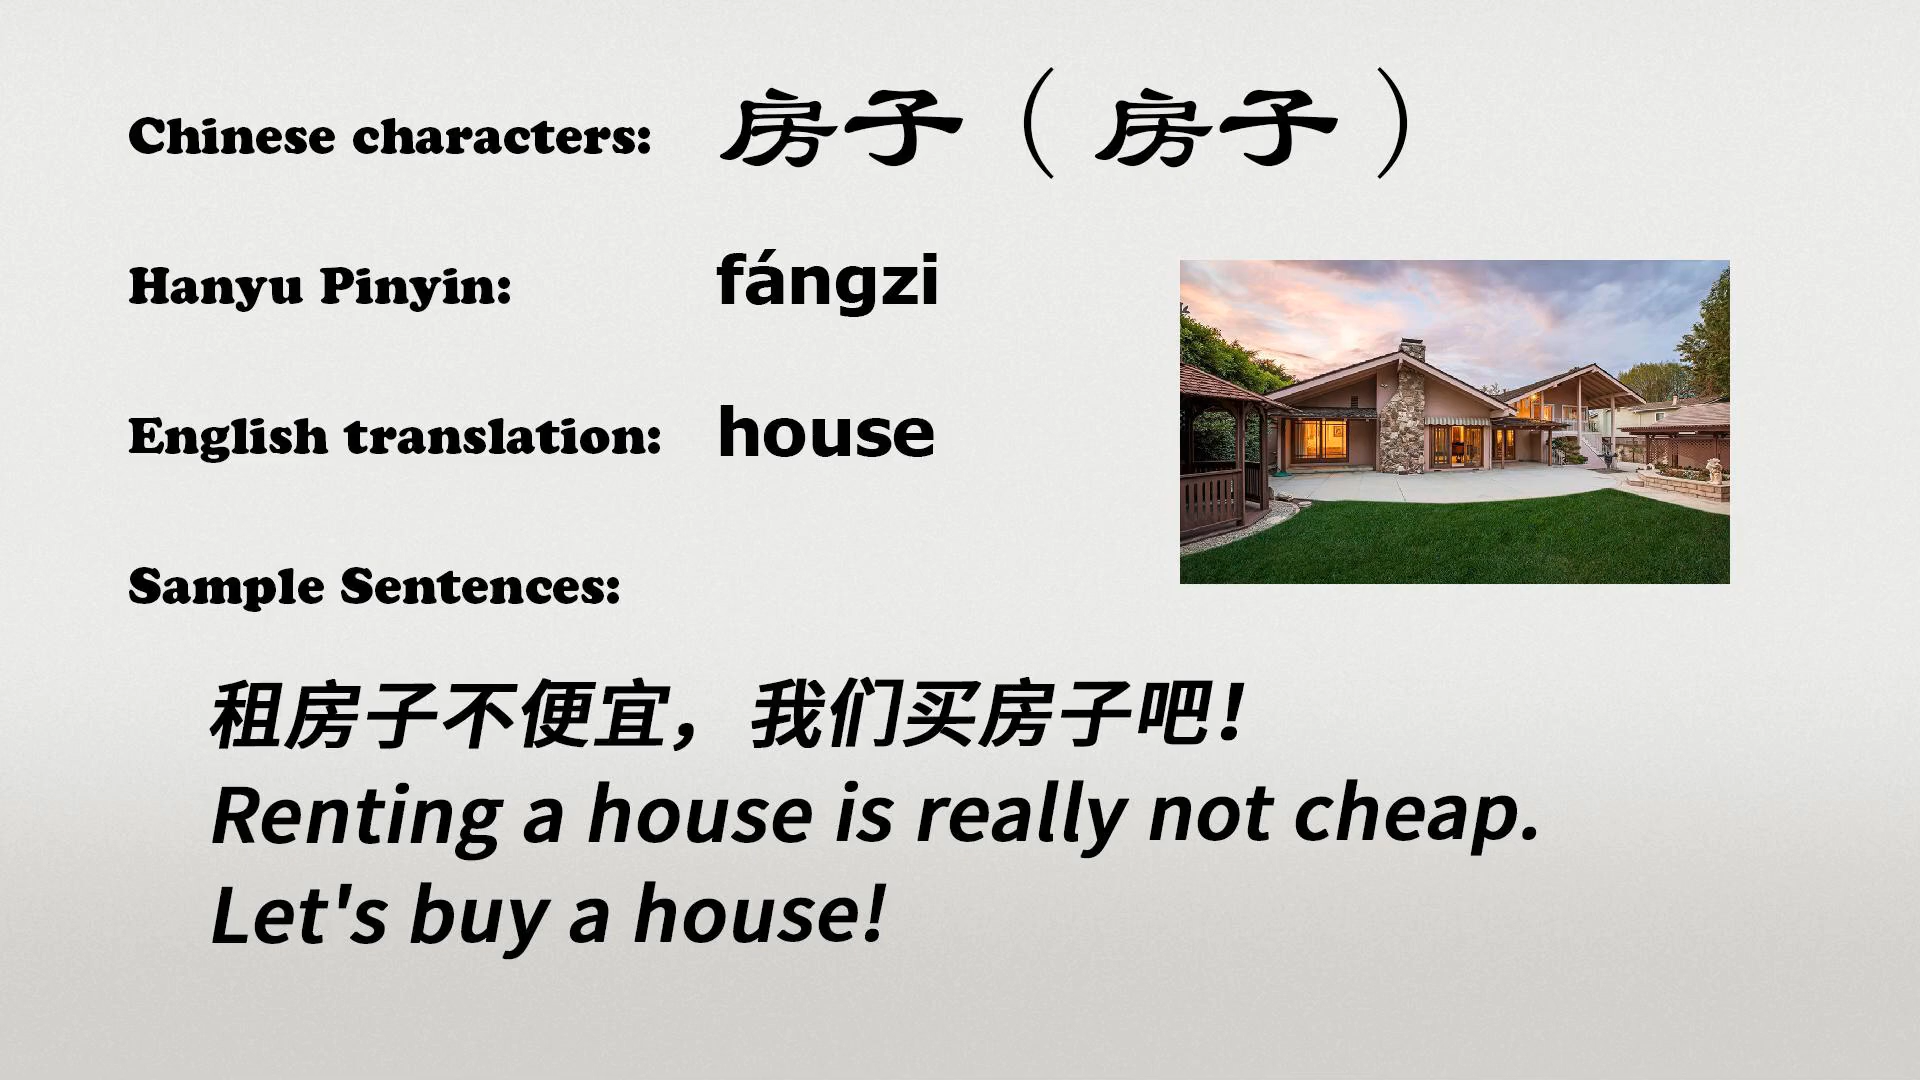 Chinese characters: 房子（房子）
Hanyu Pinyin: fángzi
English translation: house
Sample Sentences:
租房子不便宜，我们买房子吧！
Renting a house is really not cheap.
Let's buy a house!